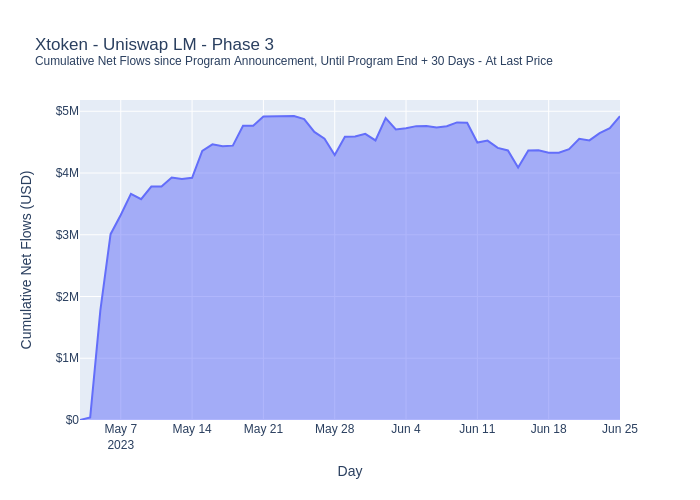 Xtoken - Uniswap LM - Phase 3
Cumulative Net Flows since Program Announcement, Until Program End + 30 Days - At Last Price
Cumulative Net Flows (USD)
$5M
$4M
$3M
$2M
$1M
$0
May 7 May 14 May 21 May 28 Jun 4 Jun 11 Jun 18 Jun 25
2023
Day